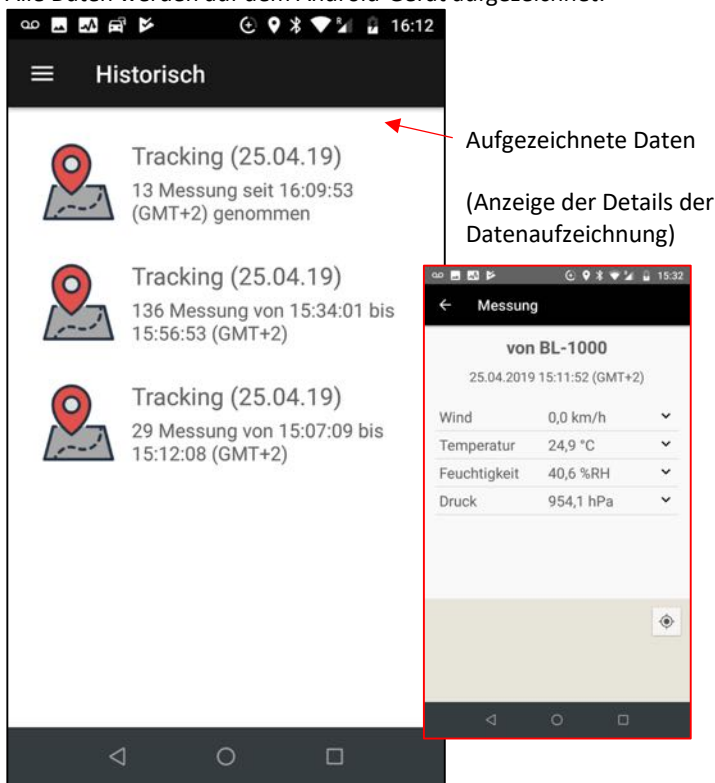 Alle Daten werden auf dem Android-Gerät aufgezeichnet.
16:12
Historisch
Tracking (25.04.19)
13 Messung seit 16:09:53
(GMT+2) genommen
Tracking (25.04.19)
136 Messung von 15:34:01 bis
15:56:53 (GMT+2)
Tracking (25.04.19)
29 Messung von 15:07:09 bis
15:12:08 (GMT+2)
Aufgezeichnete Daten
(Anzeige der Details der
Datenaufzeichnung)
15:32
Messung
von BL-1000
25.04.2019 15:11:52 (GMT+2)
Wind 0,0 km/h
Temperatur 24,9 °C
Feuchtigkeit 40,6 %RH
Druck 954,1 hPa